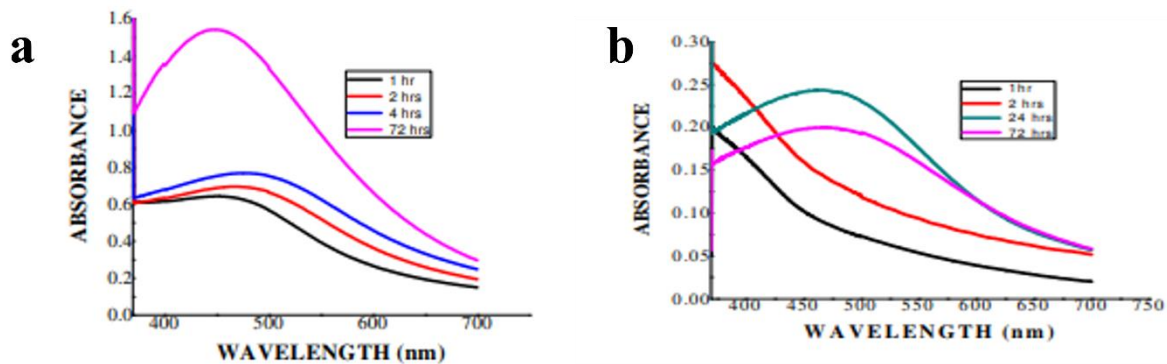 a
1.6
1.4
1.2
1.0
0.8
0.6
0.4
0.2
0.0
ABSORBANCE
1 hr
2 hrs
4 hrs
72 hrs
400 500 600 700
WAVELENGTH (nm)
b
0.30
0.25
0.20
0.15
0.10
0.05
0.00
ABSORBANCE
1hr
2 hrs
24 hrs
72 hrs
400 450 500 550 600 650 700 750
WAVELENGTH (nm)